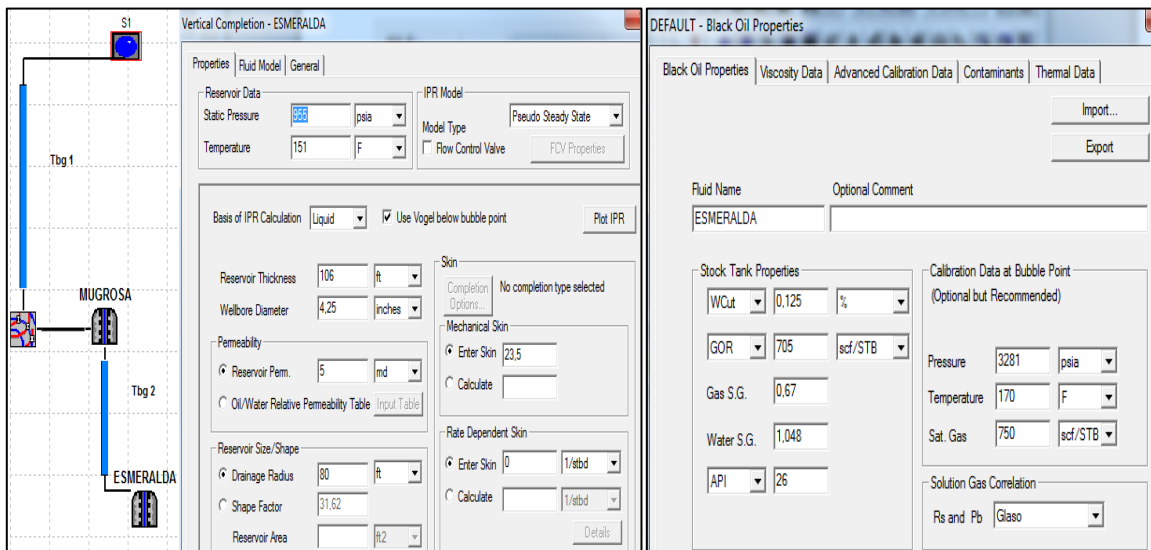 S1
Tbg 1
MUGROSA
Tbg 2
ESMERALDA
Vertical Completion - ESMERALDA
Properties Fluid Model General
Reservoir Data
Static Pressure 955 psia
Temperature 151 F
IPR Model
Model Type Pseudo Steady State
Flow Control Valve FCV Properties
Basis of IPR Calculation Liquid Use Vogel below bubble point Plot IPR
Reservoir Thickness 106 ft
Wellbore Diameter 4,25 inches
Permeability
Reservoir Perm. 5 md
Oil/Water Relative Permeability Table Input Table
Reservoir Size/Shape
Drainage Radius 80 ft
Shape Factor 31,62
Reservoir Area ft2
Skin
Completion Options... No completion type selected
Mechanical Skin
Enter Skin 23,5
Calculate
Rate Dependent Skin
Enter Skin 0 1/stbd
Calculate 1/stbd
Details
DEFAULT - Black Oil Properties
Black Oil Properties Viscosity Data Advanced Calibration Data Contaminants Thermal Data
Import...
Export
Fluid Name Optional Comment
ESMERALDA
Stock Tank Properties
WCut 0,125 %
GOR 705 scf/STB
Gas S.G. 0,67
Water S.G. 1,048
API 26
Calibration Data at Bubble Point
(Optional but Recommended)
Pressure 3281 psia
Temperature 170 F
Sat. Gas 750 scf/STB
Solution Gas Correlation
Rs and Pb Glaso